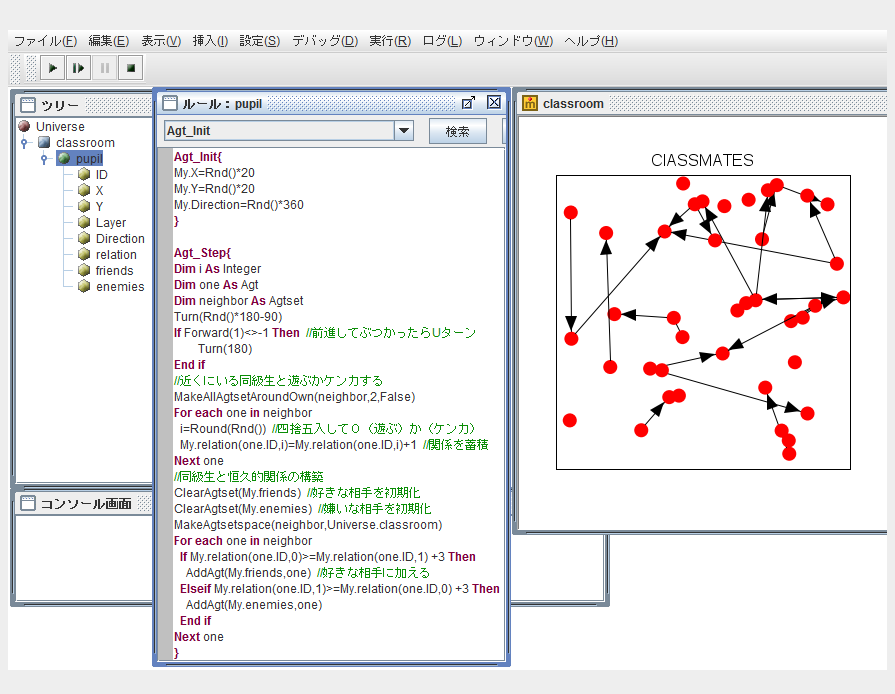 ファイル(F) 編集(E) 表示(V) 挿入(I) 設定(S) デバッグ(D) 実行(R) ログ(L) ウィンドウ(W) ヘルプ(H)
ツリー
Universe
classroom
pupil
ID
X
Y
Layer
Direction
relation
friends
enemies
コンソール画面
ルール：pupil
Agt_Init
検索
Agt_Init{
My.X=Rnd()*20
My.Y=Rnd()*20
My.Direction=Rnd()*360
}
Agt_Step{
Dim i As Integer
Dim one As Agt
Dim neighbor As Agtset
Turn(Rnd()*180-90)
If Forward(1)<>-1 Then //前進してぶつかったらUターン
Turn(180)
End if
//近くにいる同級生と遊ぶかケンカする
MakeAllAgtsetAroundOwn(neighbor,2,False)
For each one in neighbor
i=Round(Rnd()) //四捨五入して０（遊ぶ）か（ケンカ）
My.relation(one.ID,i)=My.relation(one.ID,i)+1 //関係を蓄積
Next one
//同級生と恒久的関係の構築
ClearAgtset(My.friends) //好きな相手を初期化
ClearAgtset(My.enemies) //嫌いな相手を初期化
MakeAgtsetspace(neighbor,Universe.classroom)
For each one in neighbor
If My.relation(one.ID,0)>=My.relation(one.ID,1) +3 Then
AddAgt(My.friends,one) //好きな相手に加える
Elseif My.relation(one.ID,1)>=My.relation(one.ID,0) +3 Then
AddAgt(My.enemies,one)
End if
Next one
}
classroom
ClASSMATES